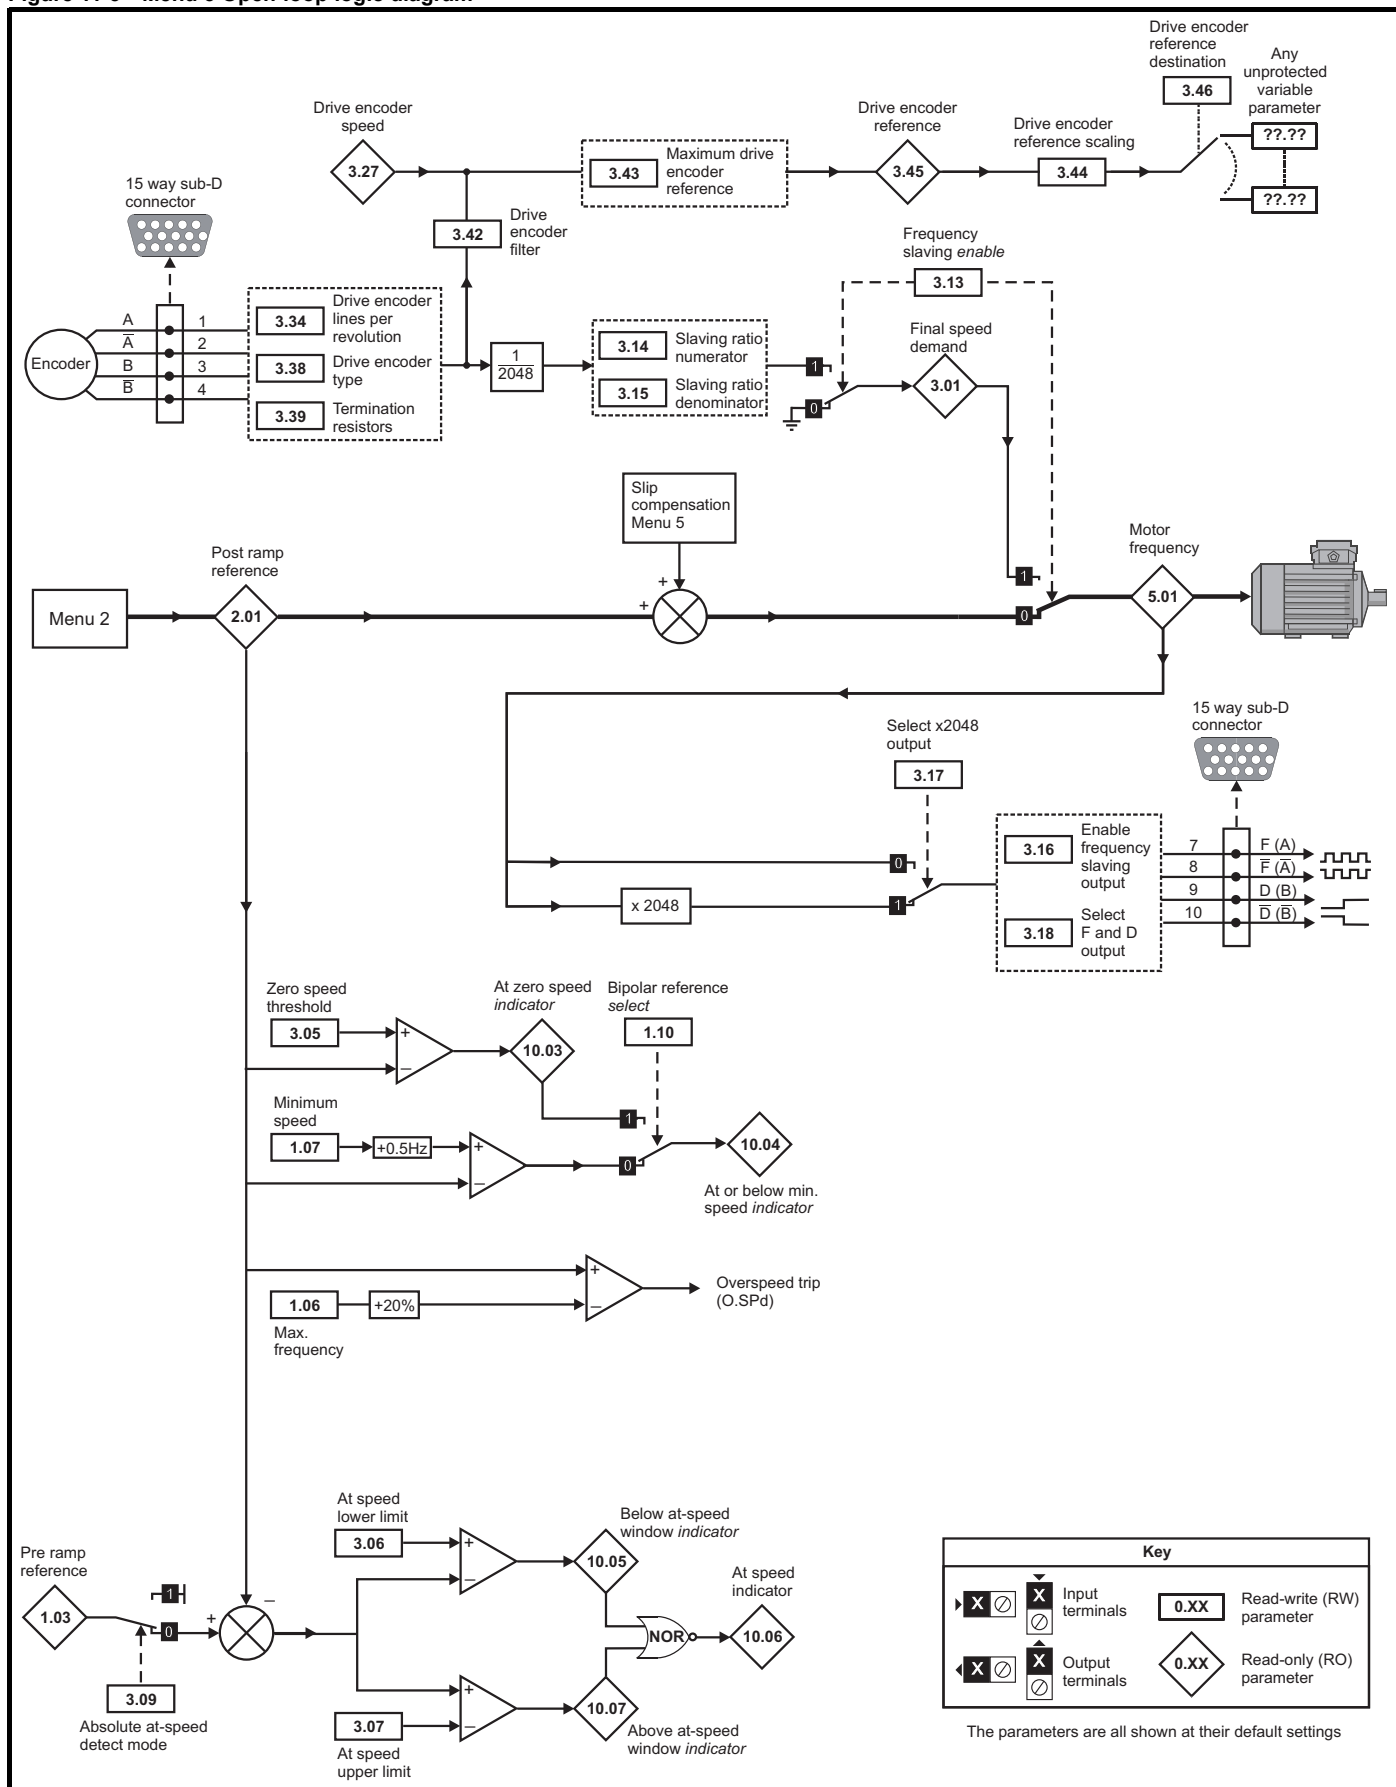 Figure 11-3 Menu 3 Open-loop logic diagram
Drive encoder
reference
destination
3.46
Any
unprotected
variable
parameter
??.??
??.??
Drive encoder
speed
3.27
3.43
Maximum drive
encoder
reference
Drive encoder
reference
3.45
Drive encoder
reference scaling
3.44
15 way sub-D
connector
3.42
Drive
encoder
filter
Frequency
slaving enable
3.13
Encoder
A
1
A
2
B
3
B
4
3.34
Drive encoder
lines per
revolution
3.38
Drive encoder
type
3.39
Termination
resistors
1
2048
3.14
Slaving ratio
numerator
3.15
Slaving ratio
denominator
1
0
Final speed
demand
3.01
Slip
compensation
Menu 5
Menu 2
Post ramp
reference
2.01
+
+
1
0
Motor
frequency
5.01
Select x2048
output
3.17
15 way sub-D
connector
0
x 2048
1
3.16
Enable
frequency
slaving
output
3.18
Select
F and D
output
7
F (A)
8
F (A)
9
D (B)
10
D (B)
Zero speed
threshold
3.05
+
–
At zero speed
indicator
10.03
Bipolar reference
select
1.10
1
Minimum
speed
1.07
+0.5Hz
+
–
0
10.04
At or below min.
speed indicator
1.06
+20%
Max.
frequency
+
–
Overspeed trip
(O.SPd)
Pre ramp
reference
1.03
1
0
3.09
Absolute at-speed
detect mode
+
–
At speed
lower limit
3.06
+
–
Below at-speed
window indicator
10.05
NOR
At speed
indicator
10.06
+
–
3.07
At speed
upper limit
10.07
Above at-speed
window indicator
Key
X
X
Input
terminals
0.XX
Read-write (RW)
parameter
X
X
Output
terminals
0.XX
Read-only (RO)
parameter
The parameters are all shown at their default settings